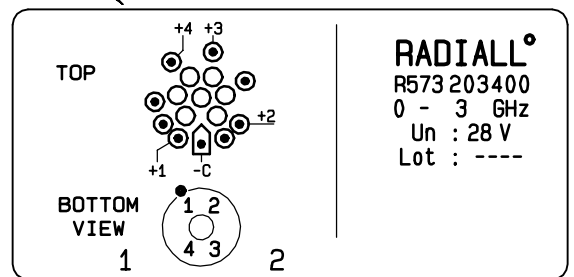 +4 +3
TOP
+2
+1 -C
BOTTOM
VIEW
1 2
4 3
1 2
RADIALL°
R573 203400
0 - 3 GHz
Un : 28 V
Lot : ----